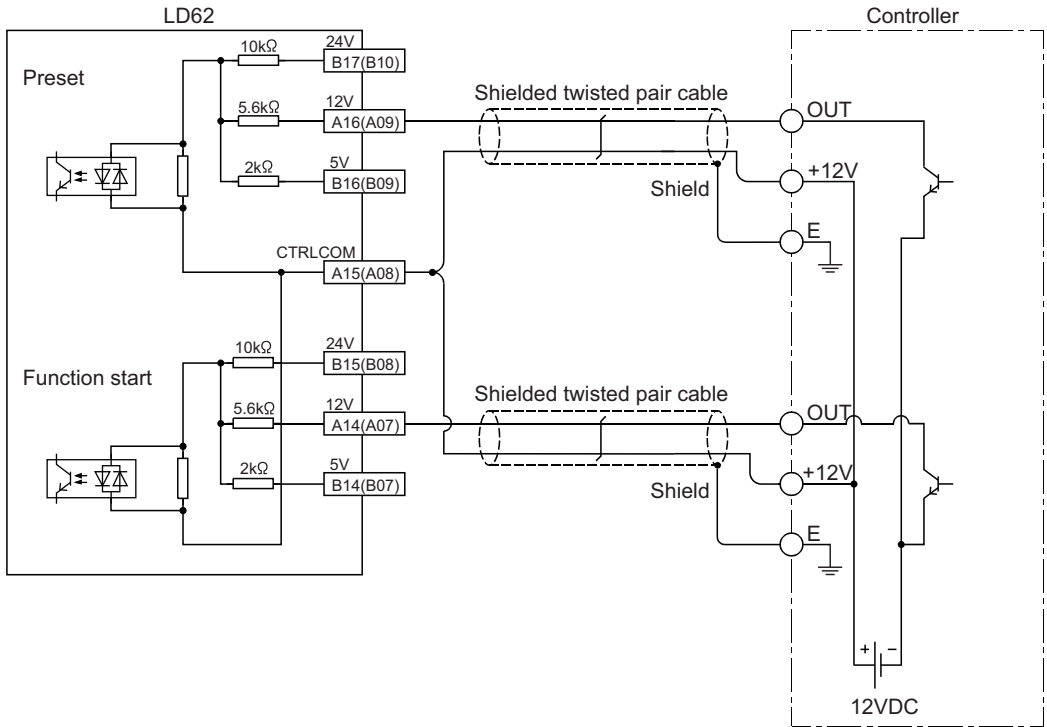 LD62
Controller
Preset
10kΩ
24V
B17(B10)
5.6kΩ
12V
A16(A09)
2kΩ
5V
B16(B09)
CTRLCOM
A15(A08)
Shielded twisted pair cable
Shield
OUT
+12V
E
Function start
10kΩ
24V
B15(B08)
5.6kΩ
12V
A14(A07)
2kΩ
5V
B14(B07)
Shielded twisted pair cable
Shield
OUT
+12V
E
+ −
12VDC